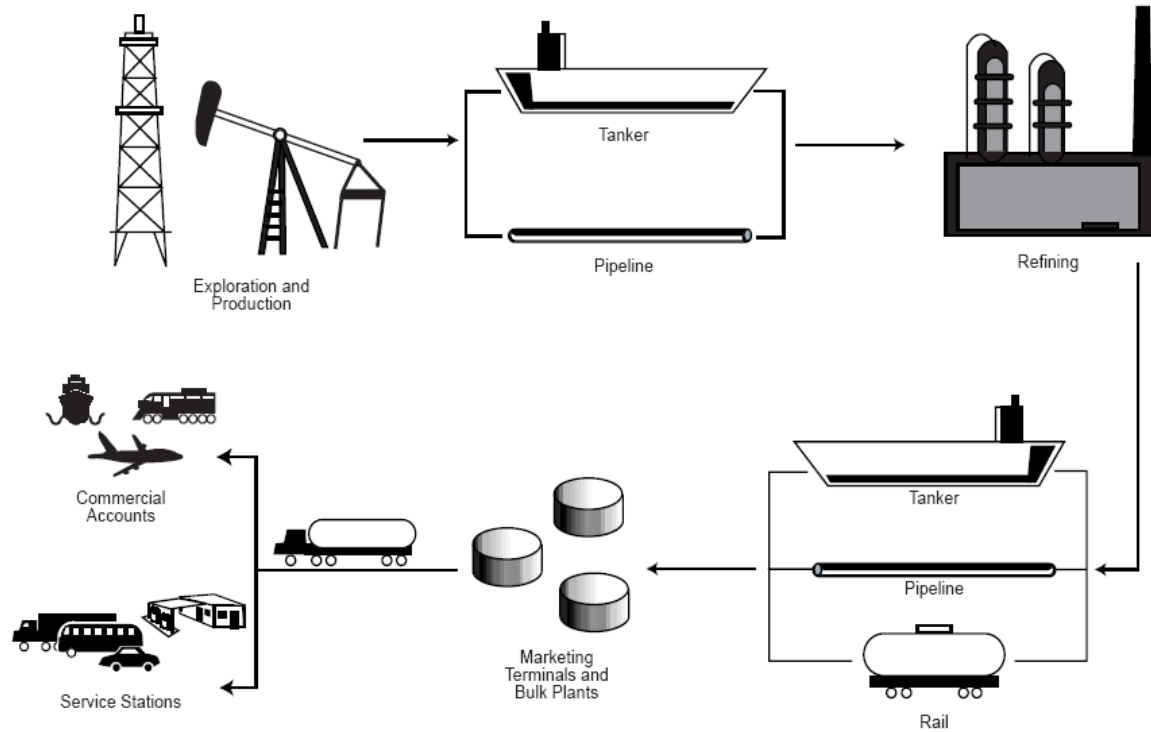 Tanker
Pipeline
Exploration and
Production
Refining
Commercial
Accounts
Tanker
Pipeline
Marketing
Terminals and
Bulk Plants
Service Stations
Rail